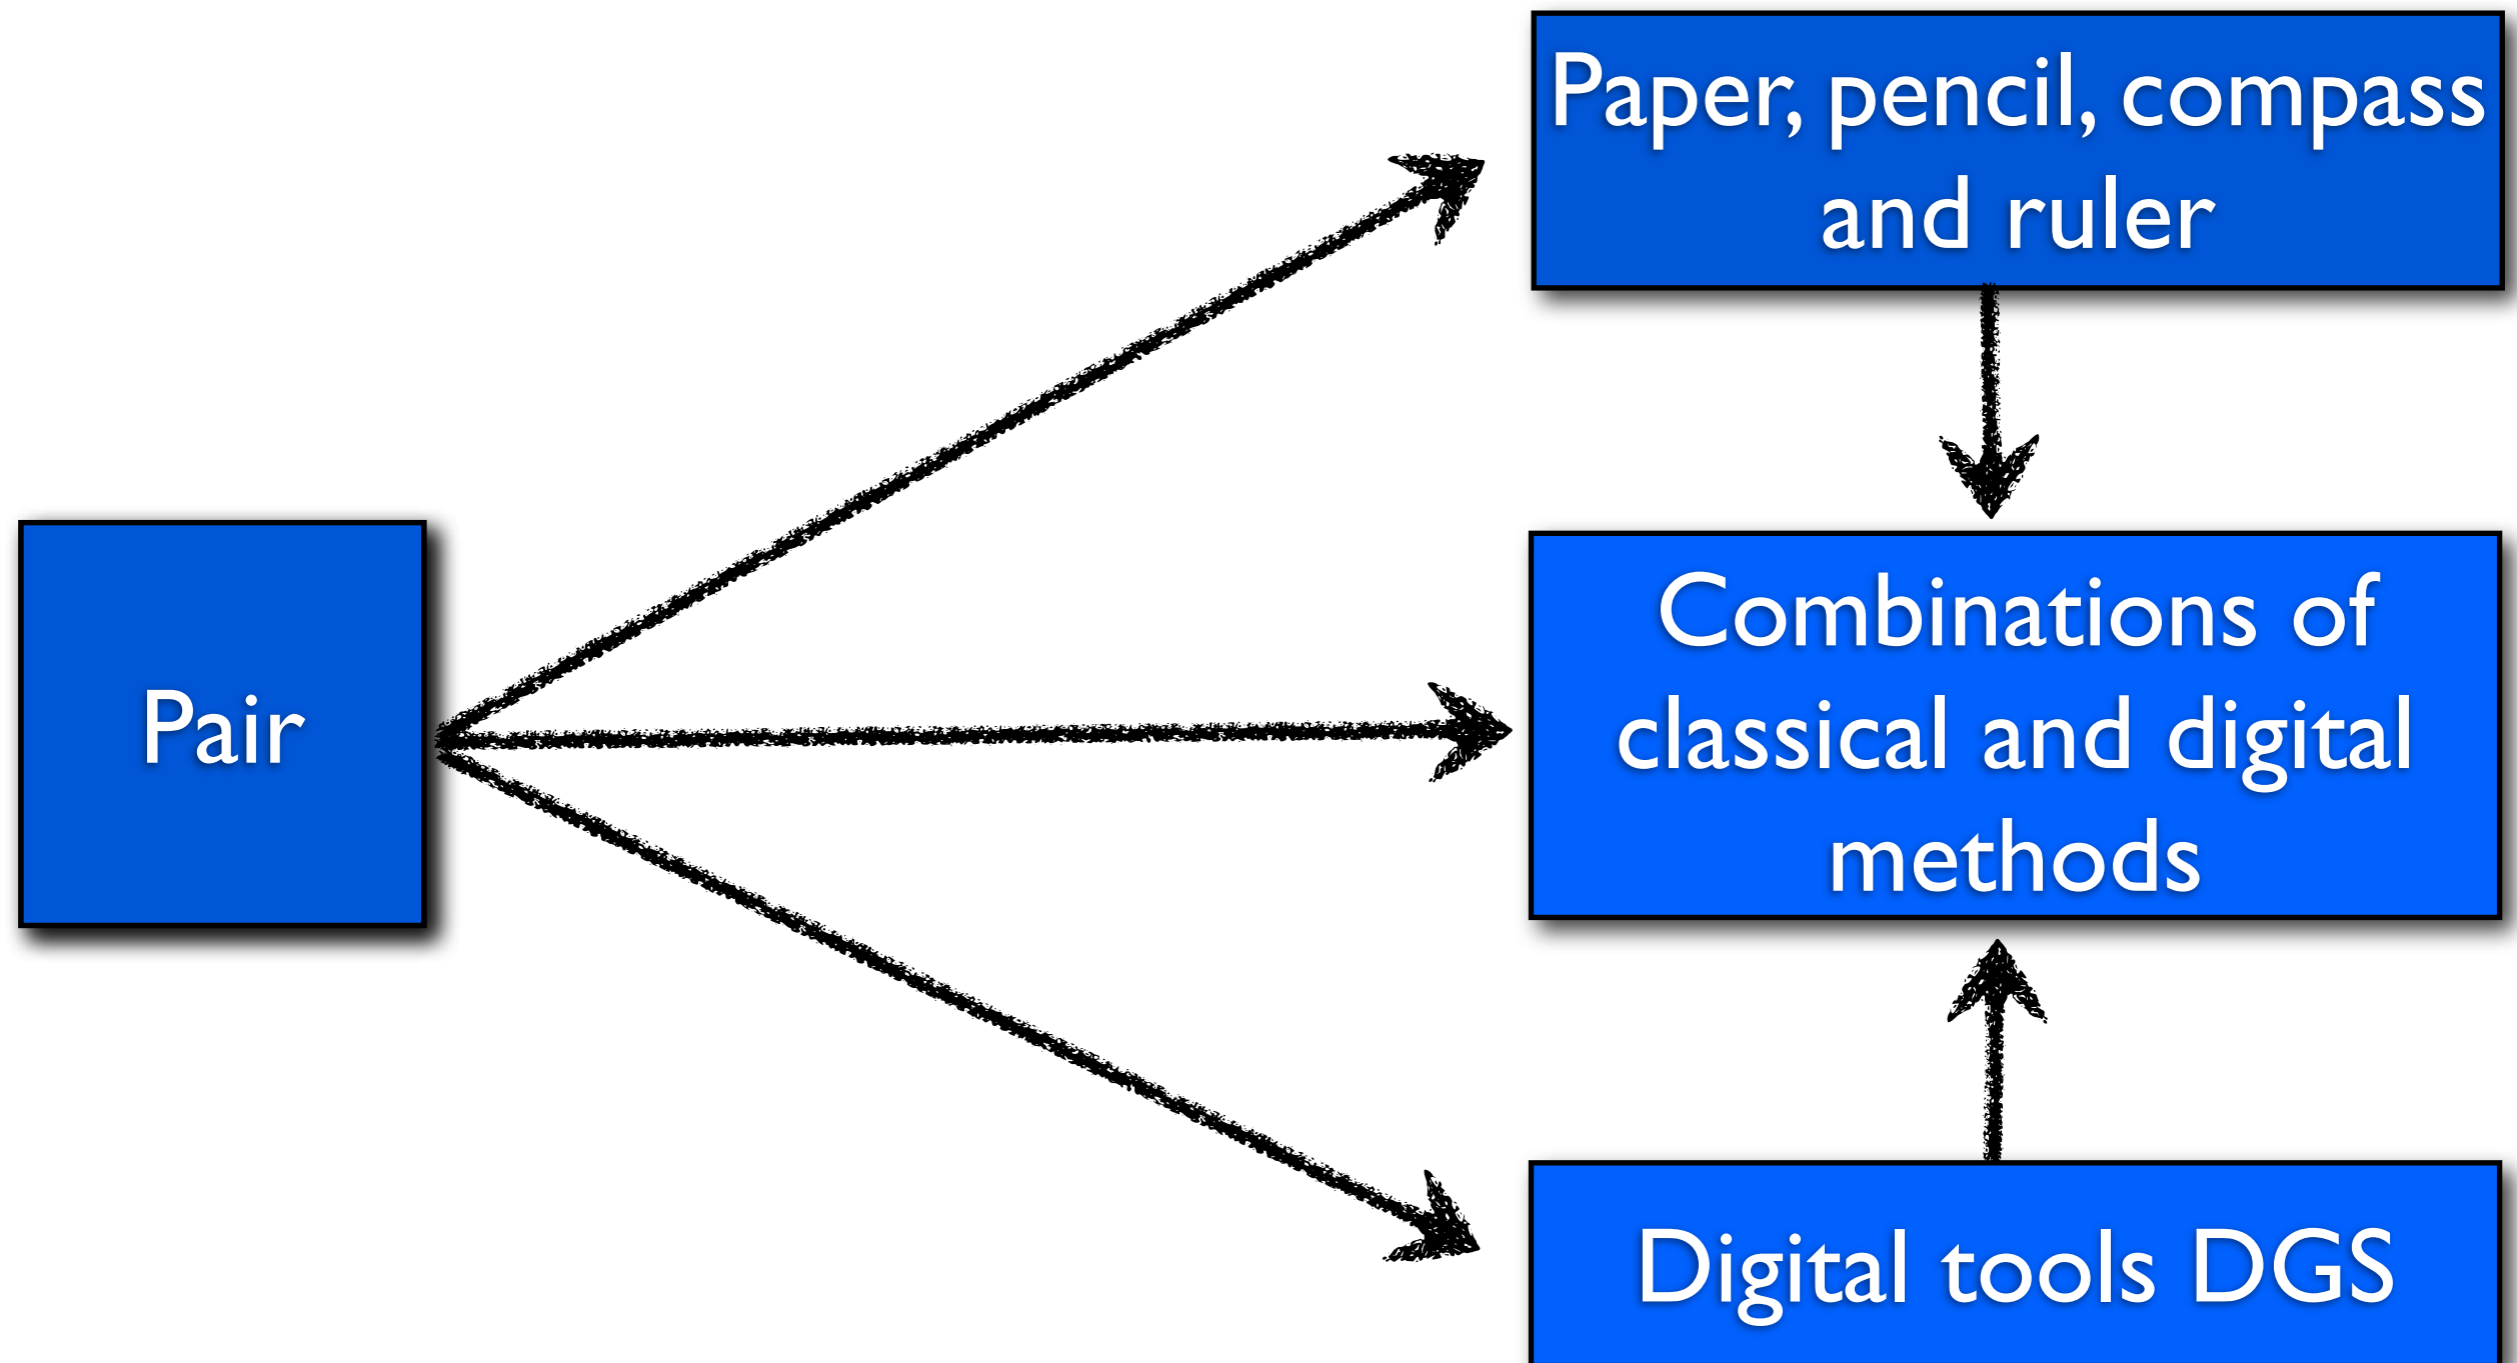 Paper, pencil, compass
and ruler
Pair
Combinations of
classical and digital
methods
Digital tools DGS